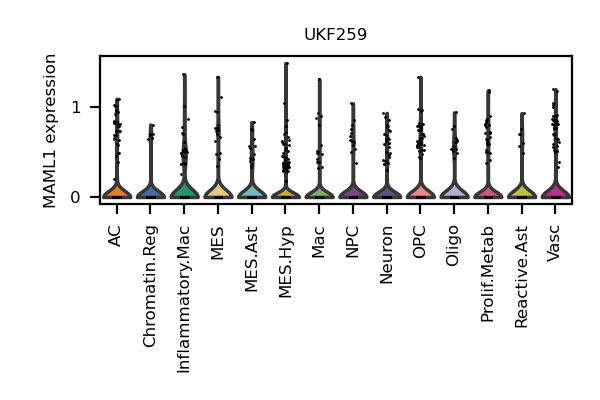 UKF259
MAML1 expression
1
0
AC
Chromatin.Reg
Inflammatory.Mac
MES
MES.Ast
MES.Hyp
Mac
NPC
Neuron
OPC
Oligo
Prolif.Metab
Reactive.Ast
Vasc